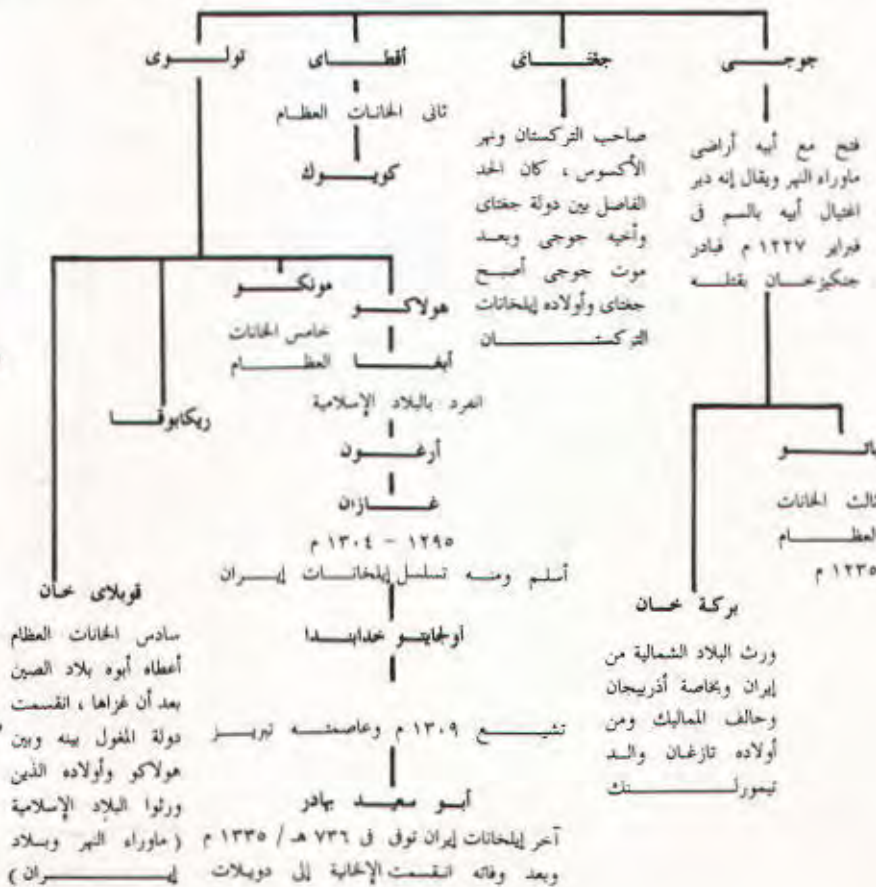 جوجى
جغتاى
أقطاى
تولوى
فتح مع أبيه أراضى
ماوراء النهر ويقال إنه دبر
اغتيال أبيه بالسم فى
فبراير ١٢٢٧ م فبادر
جنكيزخان بقتله
صاحب التركستان ونهر
الأكسوس ، كان الحد
الفاصل بين دولة جغتاى
وأخيه جوجى وبعد
موت جوجى أصبح
جغتاى وأولاده إيلخانات
التركستان
ثانى الخانات العظام
كويوك
باتو
ثالث الخانات
العظام
١٢٣٥ م
بركة خان
ورث البلاد الشمالية من
إيران وبخاصة أذربيجان
وحالف المماليك ومن
أولاده تازغان والد
تيمورلنك
هولاكو
أبغا
انفرد بالبلاد الإسلامية
أرغون
غازان
١٢٩٥ - ١٣٠٤ م
أسلم ومنه تسلسل إيلخانات إيران
أولجايتو خدابندا
تشيع ١٣٠٩ م وعاصمته تبريز
أبو سعيد بهادر
آخر إيلخانات إيران توفى فى ٧٣٦ هـ / ١٣٣٥ م
وبعد وفاته انقسمت الإلخانية إلى دويلات
مونكو
خامس الخانات
العظام
ريكابوقا
قوبلاى خان
سادس الخانات العظام
أعطاه أبوه بلاد الصين
بعد أن غزاها ، انقسمت
دولة المغول بينه وبين
هولاكو وأولاده الذين
ورثوا البلاد الإسلامية
( ماوراء النهر وبلاد
إيران )